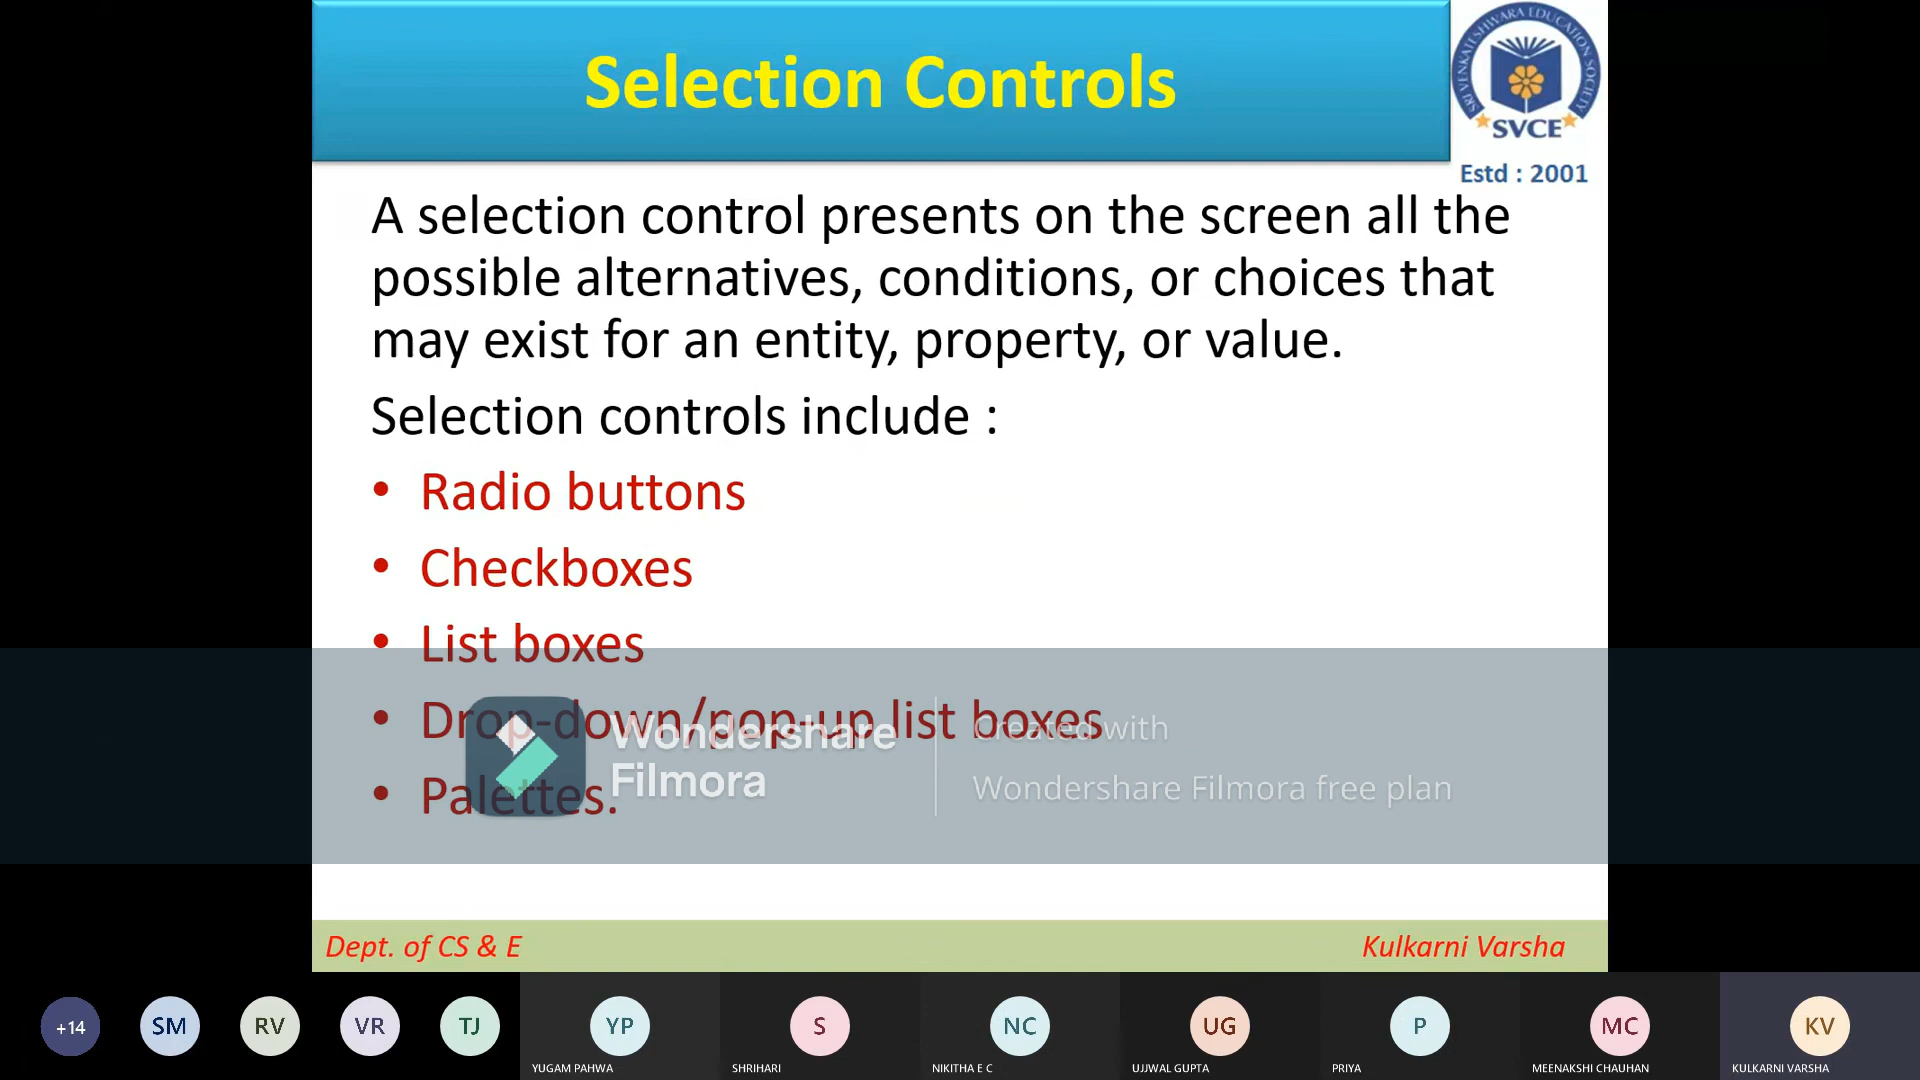 Selection Controls
SRI VENKATESHWARA EDUCATION SOCIETY
SVCE
Estd : 2001
A selection control presents on the screen all the
possible alternatives, conditions, or choices that
may exist for an entity, property, or value.
Selection controls include :
• Radio buttons
• Checkboxes
• List boxes
• Drop-down/pop-up list boxes
• Palettes.
Wondershare
Filmora
Created with
Wondershare Filmora free plan
Dept. of CS & E
Kulkarni Varsha
+14 SM RV VR TJ YP S NC UG P MC KV
YUGAM PAHWA SHRIHARI NIKITHA E C UJJWAL GUPTA PRIYA MEENAKSHI CHAUHAN KULKARNI VARSHA